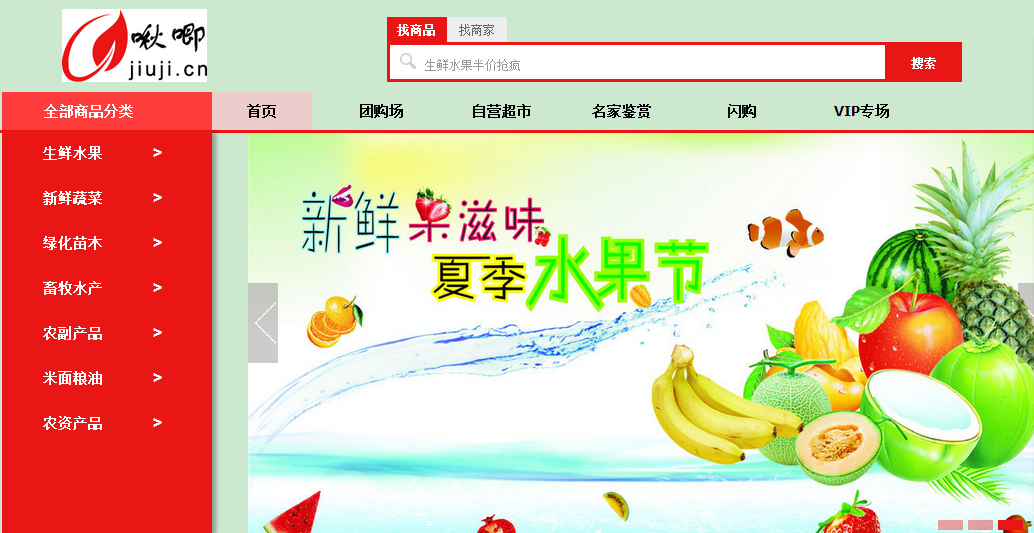 啾唧
jiuji.cn
找商品 找商家
生鲜水果半价抢疯 搜索
全部商品分类 首页 团购场 自营超市 名家鉴赏 闪购 VIP专场
生鲜水果 >
新鲜蔬菜 >
绿化苗木 >
畜牧水产 >
农副产品 >
米面粮油 >
农资产品 >
新鲜果滋味
夏季水果节